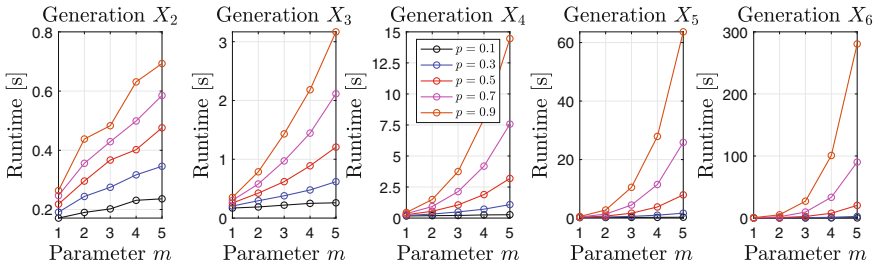 Generation X2
Generation X3
Generation X4
Generation X5
Generation X6
Runtime [s]
0.8
0.6
0.4
0.2
1 2 3 4 5
Parameter m
Runtime [s]
3
2
1
0
1 2 3 4 5
Parameter m
Runtime [s]
15
12.5
10
7.5
5
2.5
0
p = 0.1
p = 0.3
p = 0.5
p = 0.7
p = 0.9
1 2 3 4 5
Parameter m
Runtime [s]
60
40
20
0
1 2 3 4 5
Parameter m
Runtime [s]
300
200
100
0
1 2 3 4 5
Parameter m